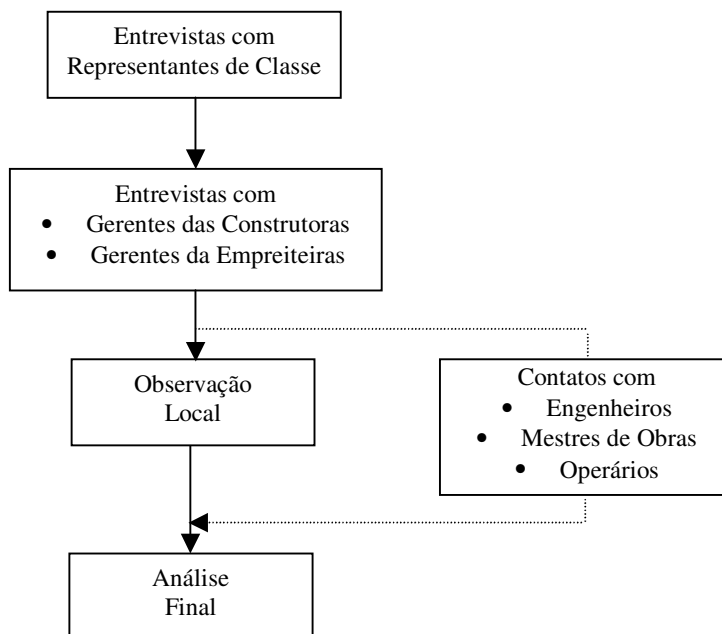 Entrevistas com
Representantes de Classe
Entrevistas com
• Gerentes das Construtoras
• Gerentes da Empreiteiras
Observação
Local
Contatos com
• Engenheiros
• Mestres de Obras
• Operários
Análise
Final